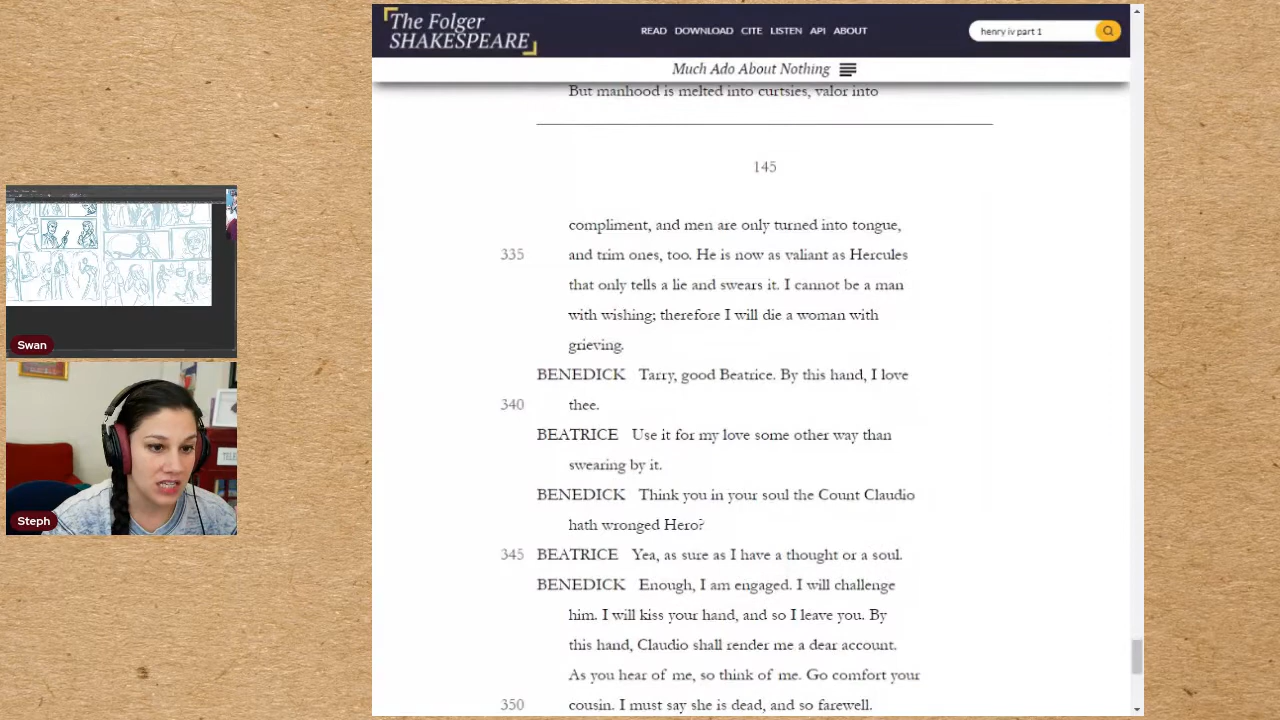 The Folger
SHAKESPEARE
READ DOWNLOAD CITE LISTEN API ABOUT
henry iv part 1
Much Ado About Nothing
But manhood is melted into curtsies, valor into
145
compliment, and men are only turned into tongue,
335 and trim ones, too. He is now as valiant as Hercules
that only tells a lie and swears it. I cannot be a man
with wishing; therefore I will die a woman with
grieving.
BENEDICK Tarry, good Beatrice. By this hand, I love
340 thee.
BEATRICE Use it for my love some other way than
swearing by it.
BENEDICK Think you in your soul the Count Claudio
hath wronged Hero?
345 BEATRICE Yea, as sure as I have a thought or a soul.
BENEDICK Enough, I am engaged. I will challenge
him. I will kiss your hand, and so I leave you. By
this hand, Claudio shall render me a dear account.
As you hear of me, so think of me. Go comfort your
350 cousin. I must say she is dead, and so farewell.
Swan
Steph